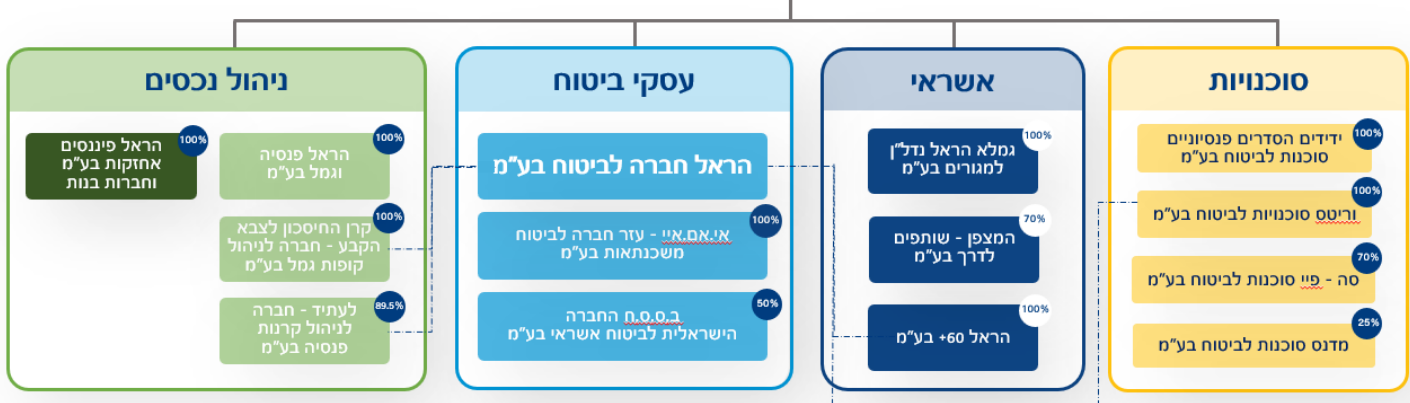 סוכנויות
100%
ידידים הסדרים פנסיוניים
סוכנות לביטוח בע"מ
100%
וריטס סוכנויות לביטוח בע"מ
70%
סה - פיי סוכנות לביטוח בע"מ
25%
מדנס סוכנות לביטוח בע"מ
אשראי
100%
גמלא הראל נדל"ן
למגורים בע"מ
70%
המצפן - שותפים
לדרך בע"מ
100%
הראל 60+ בע"מ
עסקי ביטוח
הראל חברה לביטוח בע"מ
100%
אי.אם.איי - עזר חברה לביטוח
משכנתאות בע"מ
50%
ב.ס.ס.ח החברה
הישראלית לביטוח אשראי בע"מ
ניהול נכסים
100%
הראל פנסיה
וגמל בע"מ
100%
קרן החיסכון לצבא
הקבע - חברה לניהול
קופות גמל בע"מ
89.5%
לעתיד - חברה
לניהול קרנות
פנסיה בע"מ
100%
הראל פיננסים
אחזקות בע"מ
וחברות בנות